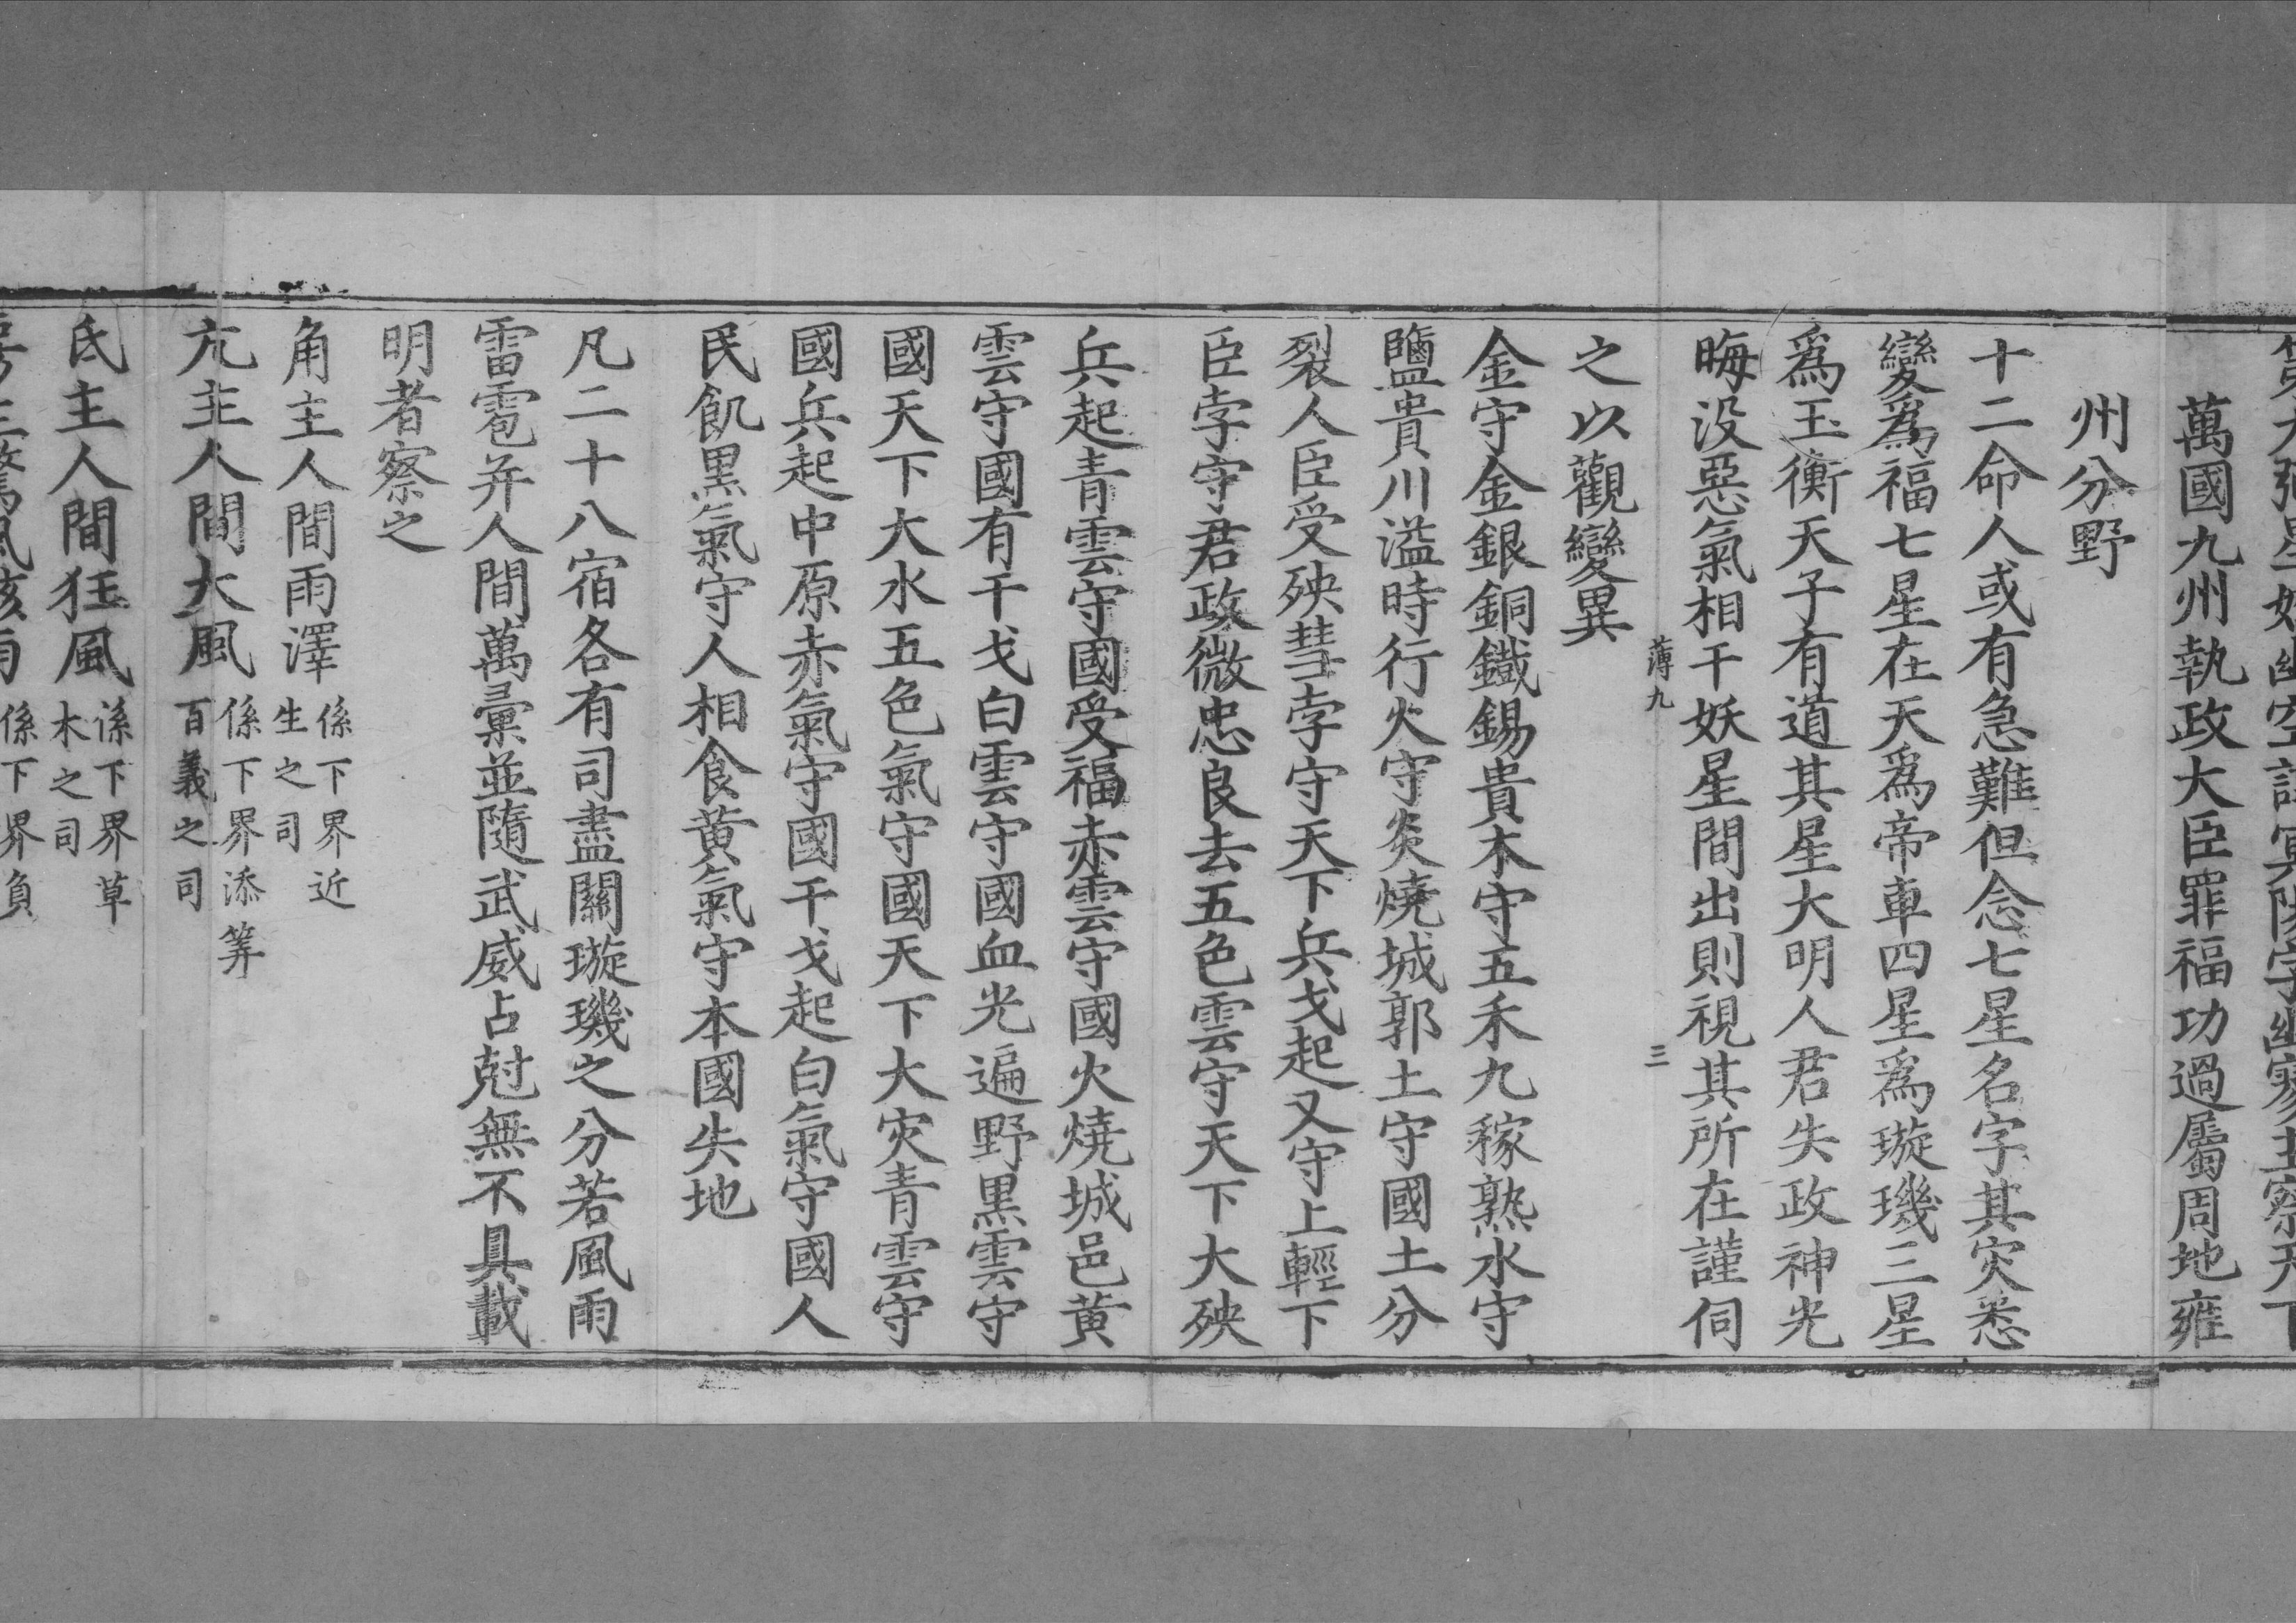 萬國九州執政大臣罪福功過屬周地雍
州分野
十二命人或有急難但念七星名字其灾悉
變爲福七星在天爲帝車四星爲璇璣三星
爲玉衡天子有道其星大明人君失政神光
晦没惡氣相干妖星間出則視其所在謹伺
薄九 三
之以觀變異
金守金銀銅鐵錫貴木守五禾九稼熟水守
鹽貴川溢時行火守炎燒城郭土守國土分
裂人臣受殃彗孛守天下兵戈起又守上輕下
臣孛守君政微忠良去五色雲守天下大殃
兵起青雲守國受福赤雲守國火燒城邑黄
雲守國有干戈白雲守國血光遍野黑雲守
國天下大水五色氣守國天下大灾青雲守
國兵起中原赤氣守國干戈起白氣守國人
民飢黑氣守人相食黄氣守本國失地
凡二十八宿各有司盡關璇璣之分若風雨
雷雹并人間萬彙並隨武威占尅無不具載
明者察之
角主人間雨澤係下界近
生之司
亢主人間大風係下界添筭
百義之司
氐主人間狂風係下界草
木之司
係下界負